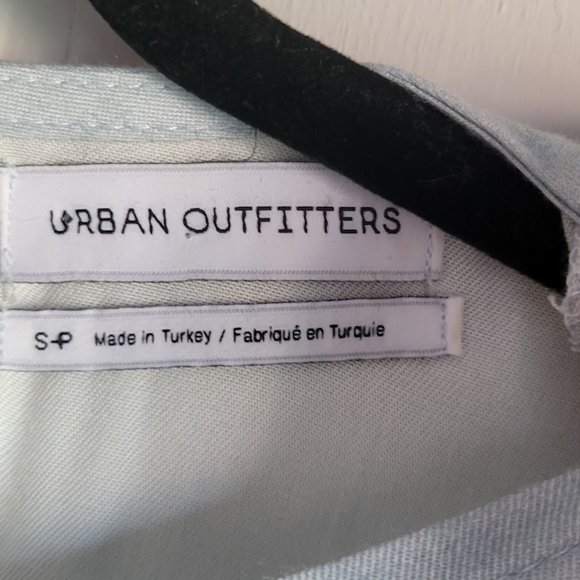 URBAN OUTFITTERS
S-P Made in Turkey / Fabriqué en Turquie